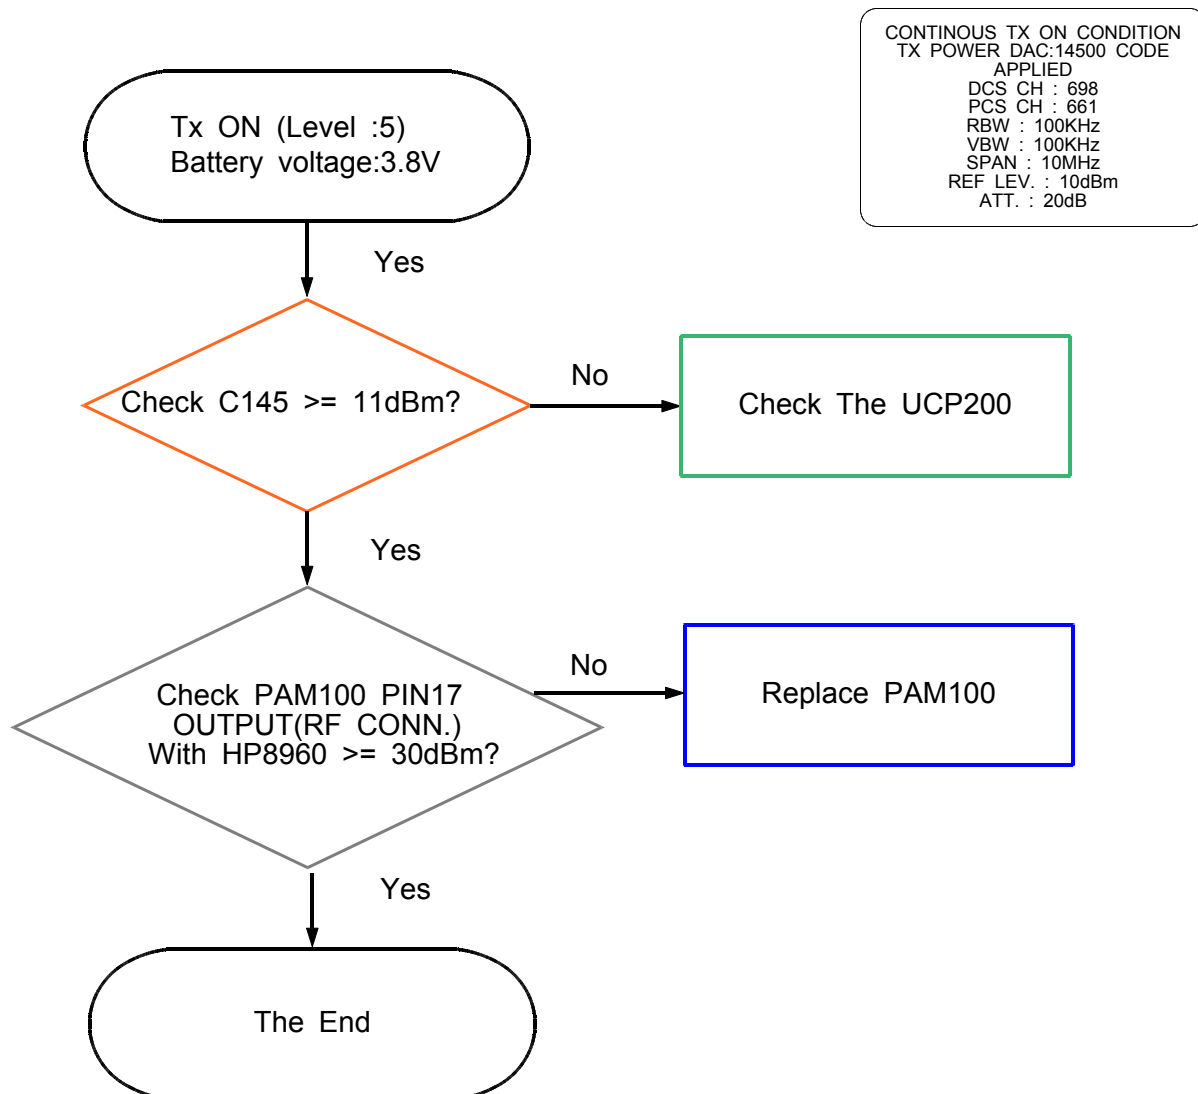 CONTINOUS TX ON CONDITION
TX POWER DAC:14500 CODE
APPLIED
DCS CH : 698
PCS CH : 661
RBW : 100KHz
VBW : 100KHz
SPAN : 10MHz
REF LEV. : 10dBm
ATT. : 20dB
Tx ON (Level :5)
Battery voltage:3.8V
Yes
Check C145 >= 11dBm?
No
Check The UCP200
Yes
Check PAM100 PIN17
OUTPUT(RF CONN.)
With HP8960 >= 30dBm?
No
Replace PAM100
Yes
The End